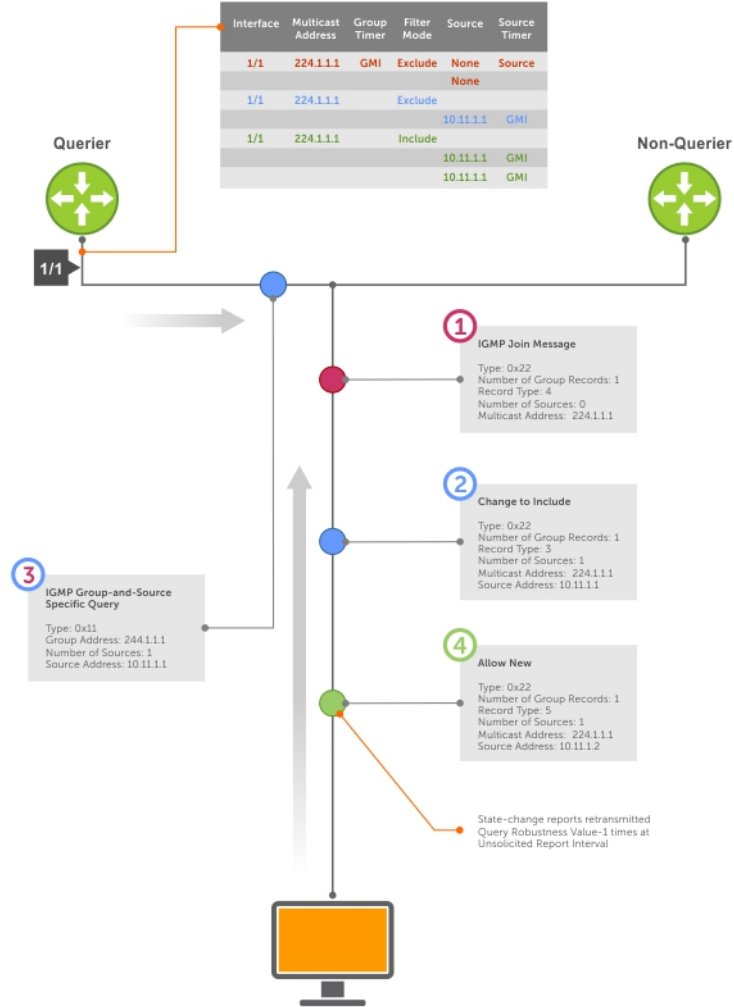 Interface Multicast Address Group Timer Filter Mode Source Source Timer
1/1 224.1.1.1 GMI Exclude None Source
None
1/1 224.1.1.1 Exclude
10.11.1.1 GMI
1/1 224.1.1.1 Include
10.11.1.1 GMI
10.11.1.1 GMI
Querier
Non-Querier
1/1
1
IGMP Join Message
Type: 0x22
Number of Group Records: 1
Record Type: 4
Number of Sources: 0
Multicast Address: 224.1.1.1
2
Change to Include
Type: 0x22
Number of Group Records: 1
Record Type: 3
Number of Sources: 1
Multicast Address: 224.1.1.1
Source Address: 10.11.1.1
3
IGMP Group-and-Source
Specific Query
Type: 0x11
Group Address: 244.1.1.1
Number of Sources: 1
Source Address: 10.11.1.1
4
Allow New
Type: 0x22
Number of Group Records: 1
Record Type: 5
Number of Sources: 1
Multicast Address: 224.1.1.1
Source Address: 10.11.1.2
State-change reports retransmitted
Query Robustness Value-1 times at
Unsolicited Report Interval